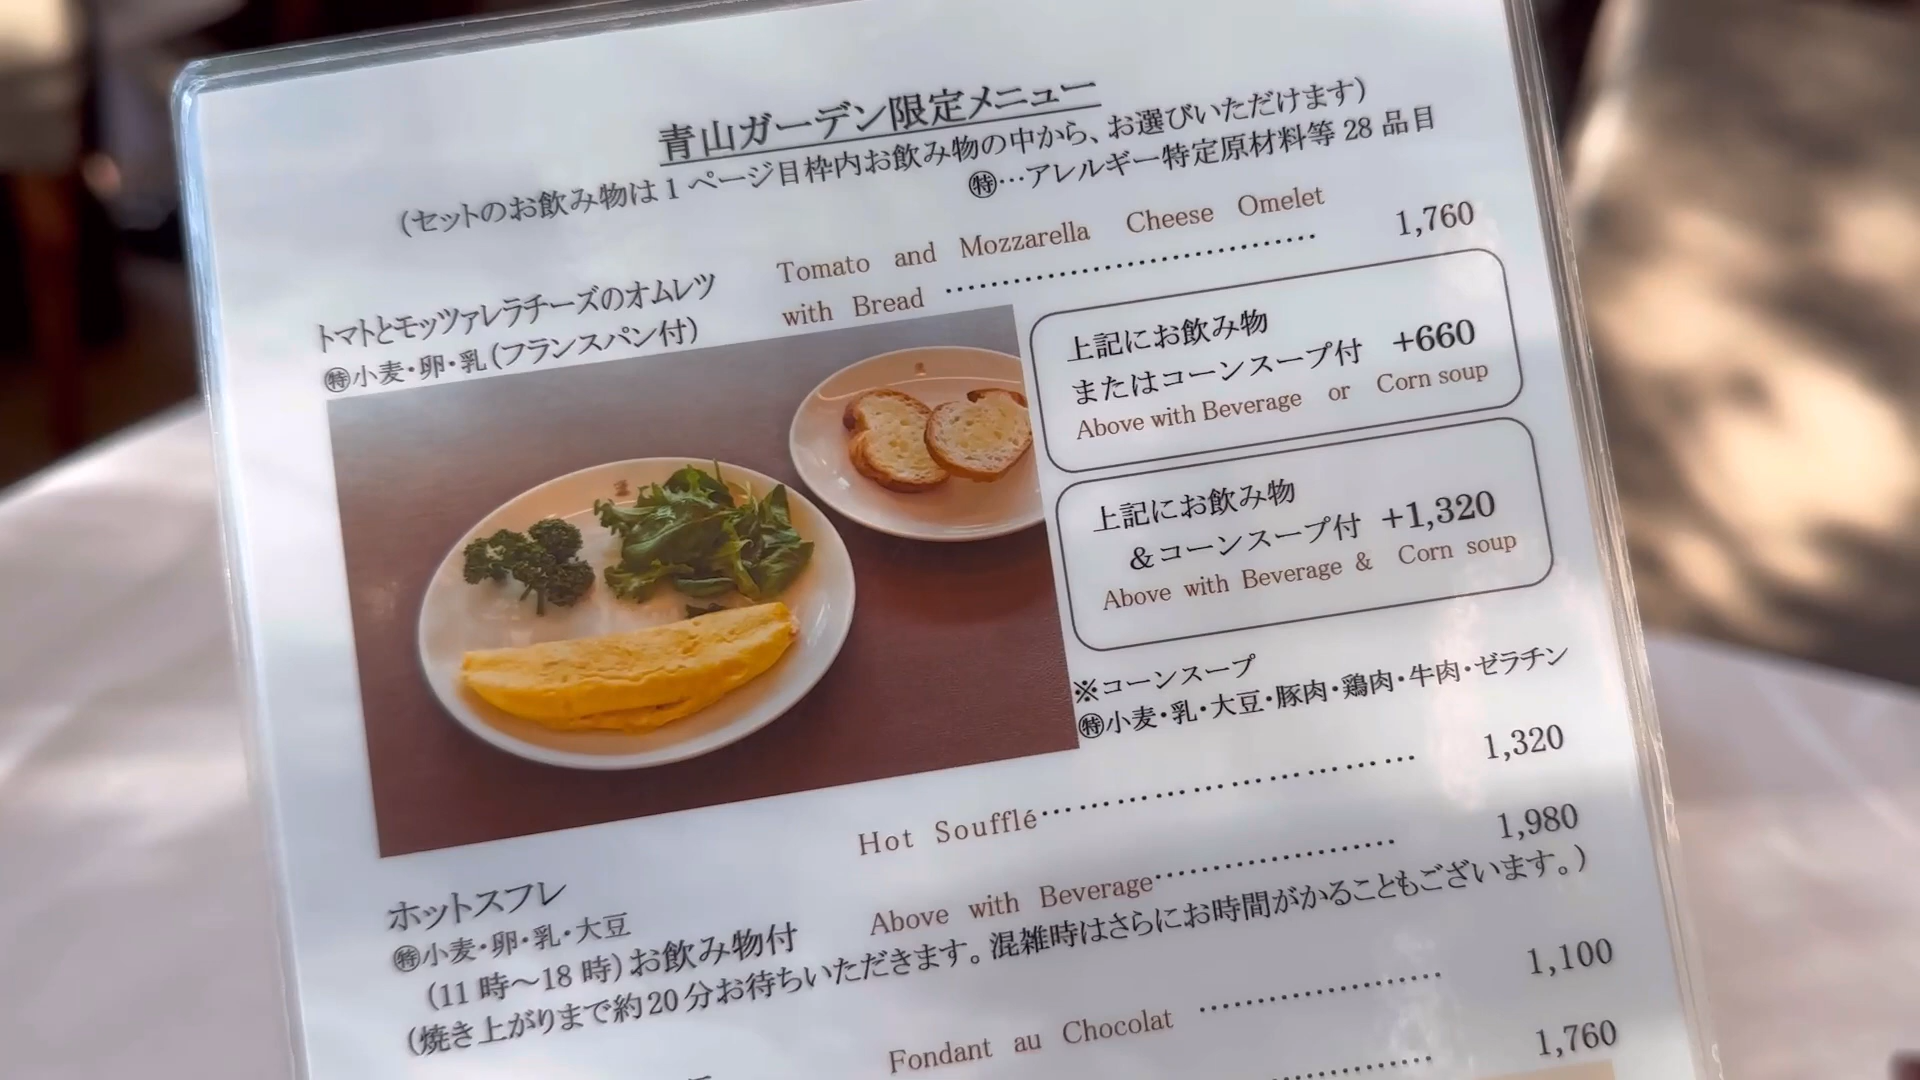 青山ガーデン限定メニュー
(セットのお飲み物は1ページ目枠内お飲み物の中から、お選びいただけます)
㊕…アレルギー特定原材料等28品目
トマトとモッツァレラチーズのオムレツ
㊕小麦・卵・乳(フランスパン付)
Tomato and Mozzarella Cheese Omelet
with Bread ………………………… 1,760
上記にお飲み物
またはコーンスープ付 +660
Above with Beverage or Corn soup
上記にお飲み物
&コーンスープ付 +1,320
Above with Beverage & Corn soup
※コーンスープ
㊕小麦・乳・大豆・豚肉・鶏肉・牛肉・ゼラチン
ホットスフレ
Hot Soufflé………………………… 1,320
㊕小麦・卵・乳・大豆
(11時～18時)お飲み物付
Above with Beverage………………… 1,980
(焼き上がりまで約20分お待ちいただきます。混雑時はさらにお時間がかることもございます。)
Fondant au Chocolat ………………… 1,100
1,760